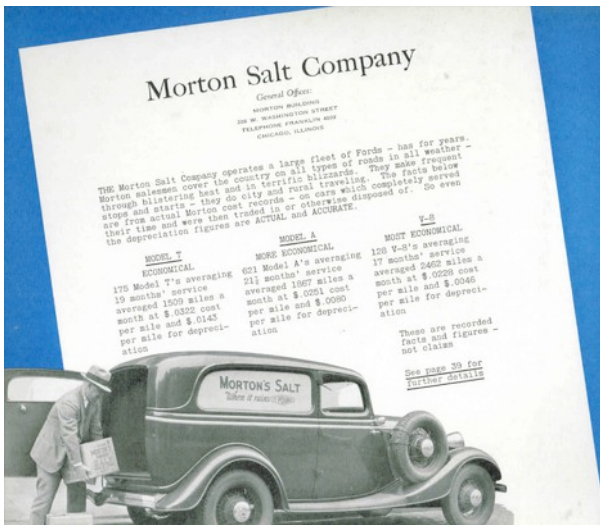 Morton Salt Company
General Offices:
MORTON BUILDING
208 W. WASHINGTON STREET
TELEPHONE FRANKLIN
CHICAGO, ILLINOIS
THE Morton Salt Company operates a large fleet of Fords - has for years.
Morton salesmen cover the country on all types of roads in all weather -
through blistering heat and in terrific blizzards. They make frequent
stops and starts - they do city and rural traveling. The facts below
are from actual Morton cost records - on cars which completely served
their time and were then traded in or otherwise disposed of. So even
the depreciation figures are ACTUAL and ACCURATE.
MODEL T
ECONOMICAL
175 Model T's averaging
19 months' service
averaged 1509 miles a
month at $.0322 cost
per mile and $.0143
per mile for depreci-
ation
MODEL A
MORE ECONOMICAL
621 Model A's averaging
21½ months' service
averaged 1867 miles a
month at $.0251 cost
per mile and $.0080
per mile for depreci-
ation
V-8
MOST ECONOMICAL
128 V-8's averaging
17 months' service
averaged 2462 miles a
month at $.0228 cost
per mile and $.0046
per mile for depreci-
ation
These are recorded
facts and figures -
not claims
See page 39 for
further details
MORTON'S SALT
When it rains